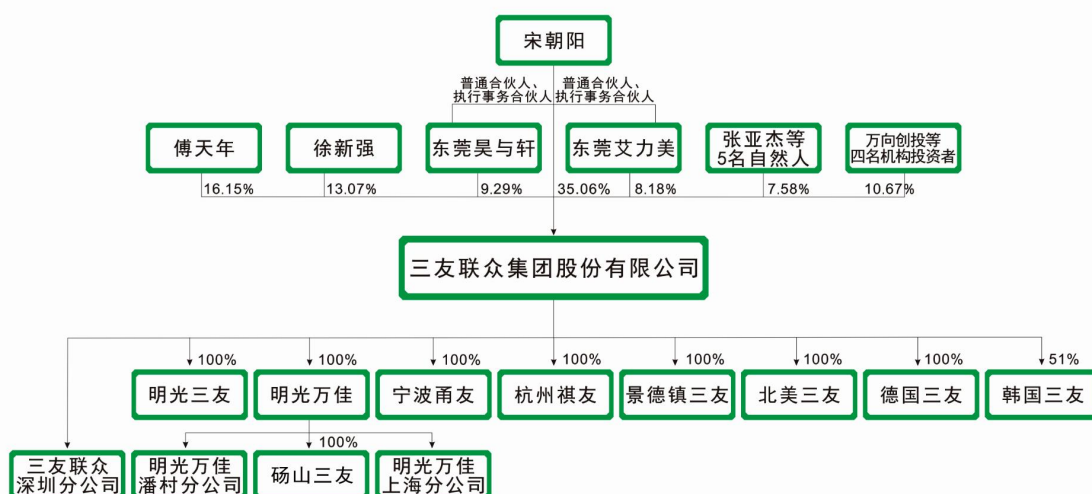 宋朝阳
普通合伙人、
执行事务合伙人
普通合伙人、
执行事务合伙人
傅天年
徐新强
东莞昊与轩
东莞艾力美
张亚杰等
5名自然人
万向创投等
四名机构投资者
16.15%
13.07%
9.29%
35.06%
8.18%
7.58%
10.67%
三友联众集团股份有限公司
100%
100%
100%
100%
100%
100%
100%
51%
明光三友
明光万佳
宁波甬友
杭州祺友
景德镇三友
北美三友
德国三友
韩国三友
100%
三友联众
深圳分公司
明光万佳
潘村分公司
砀山三友
明光万佳
上海分公司